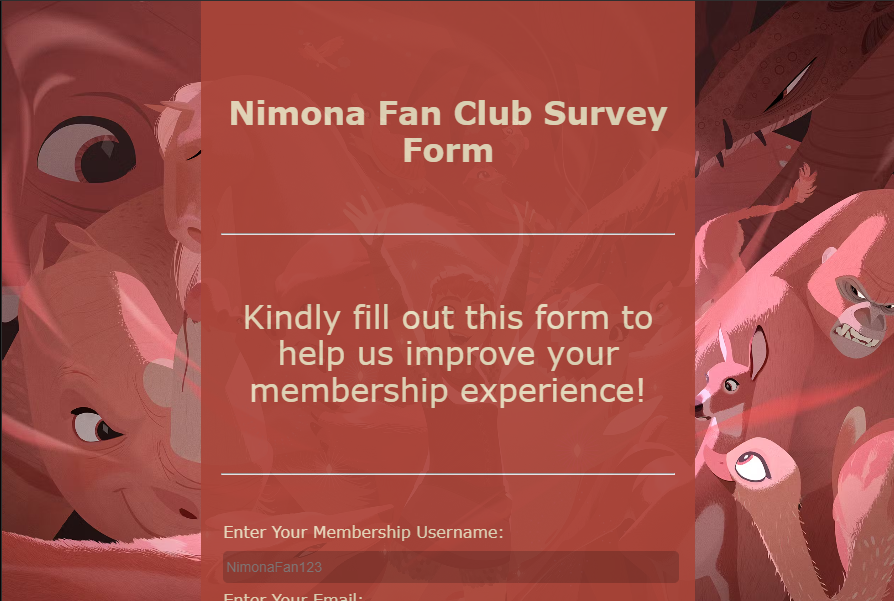 Nimona Fan Club Survey
Form
Kindly fill out this form to
help us improve your
membership experience!
Enter Your Membership Username:
NimonaFan123
Enter Your Email: